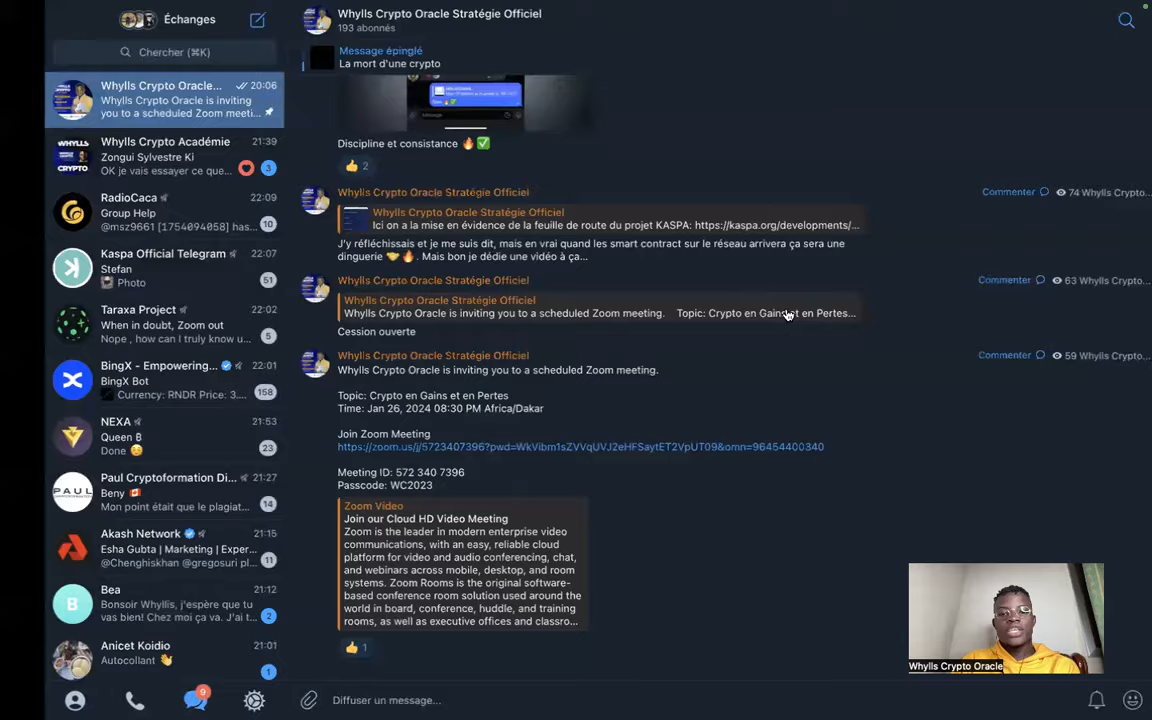 Échanges
Chercher (⌘K)
Whylls Crypto Oracle... 20:06
Whylls Crypto Oracle is inviting
you to a scheduled Zoom meeti...
Whylls Crypto Académie 21:39
Zongui Sylvestre Ki
OK je vais essayer ce que... 3
RadioCaca 22:09
Group Help
@msz9661 [1754094058] has... 10
Kaspa Official Telegram 22:07
Stefan
Photo 51
Taraxa Project 22:02
When in doubt, Zoom out
Nope , how can I truly know u... 5
BingX - Empowering... 22:01
BingX Bot
Currency: RNDR Price: 3.... 158
NEXA 21:53
Queen B
Done 23
PAUL
Paul Cryptoformation Di... 21:27
Beny
Mon point était que le plagiat... 14
Akash Network 21:15
Esha Gubta | Marketing | Exper...
@Chenghiskhan @gregosuri pl... 11
B
Bea 21:12
Bonsoir Whyllis, j'espère que tu
vas bien! Chez moi ça va. J'ai t... 2
Anicet Koidio 21:01
Autocollant 👋
1
9
Whylls Crypto Oracle Stratégie Officiel
193 abonnés
Message épinglé
La mort d'une crypto
Discipline et consistance 🔥✅
👍 2
Whylls Crypto Oracle Stratégie Officiel Commenter 74 Whylls Crypto...
Whylls Crypto Oracle Stratégie Officiel
Ici on a la mise en évidence de la feuille de route du projet KASPA: https://kaspa.org/developments/...
J'y réfléchissais et je me suis dit, mais en vrai quand les smart contract sur le réseau arrivera ça sera une
dinguerie 🤝🔥. Mais bon je dédie une vidéo à ça...
Whylls Crypto Oracle Stratégie Officiel Commenter 63 Whylls Crypto...
Whylls Crypto Oracle Stratégie Officiel
Whylls Crypto Oracle is inviting you to a scheduled Zoom meeting. Topic: Crypto en Gains et en Pertes...
Cession ouverte
Whylls Crypto Oracle Stratégie Officiel Commenter 59 Whylls Crypto...
Whylls Crypto Oracle is inviting you to a scheduled Zoom meeting.
Topic: Crypto en Gains et en Pertes
Time: Jan 26, 2024 08:30 PM Africa/Dakar
Join Zoom Meeting
https://zoom.us/j/5723407396?pwd=WkVibm1sZVVqUVJ2eHFSaytET2VpUT09&omn=96454400340
Meeting ID: 572 340 7396
Passcode: WC2023
Zoom Video
Join our Cloud HD Video Meeting
Zoom is the leader in modern enterprise video
communications, with an easy, reliable cloud
platform for video and audio conferencing, chat,
and webinars across mobile, desktop, and room
systems. Zoom Rooms is the original software-
based conference room solution used around the
world in board, conference, huddle, and training
rooms, as well as executive offices and classro...
👍 1
Diffuser un message...
Whylls Crypto Oracle